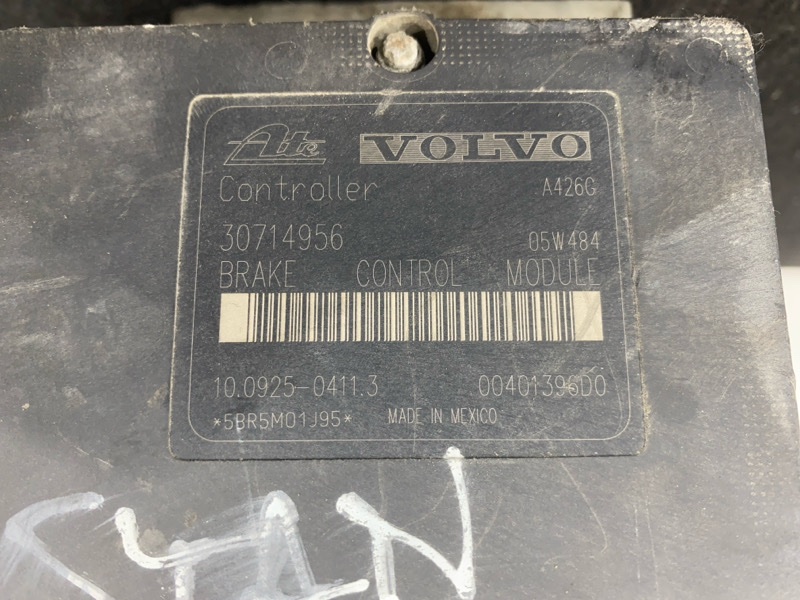 Ate VOLVO
Controller A426G
30714956 05W484
BRAKE CONTROL MODULE
10.0925-0411.3 00401396D0
*5BR5M01J95* MADE IN MEXICO